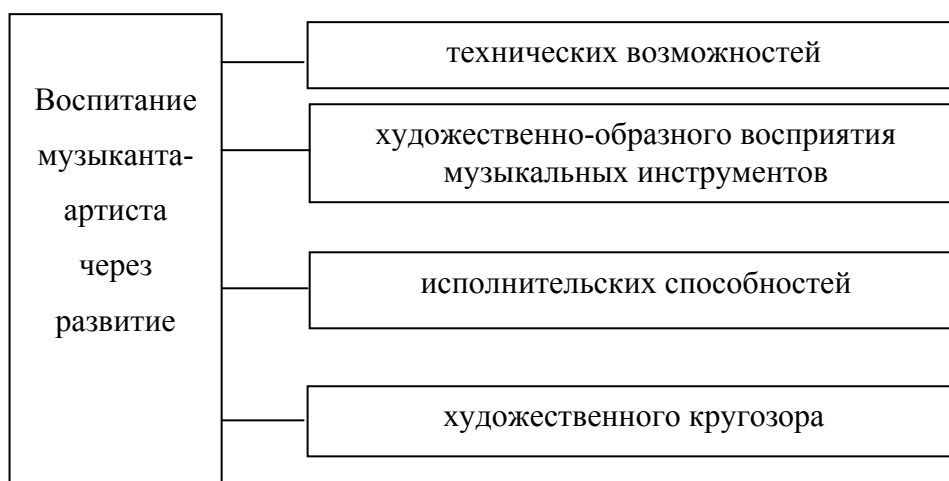 Воспитание
музыканта-
артиста
через
развитие
технических возможностей
художественно-образного восприятия
музыкальных инструментов
исполнительских способностей
художественного кругозора